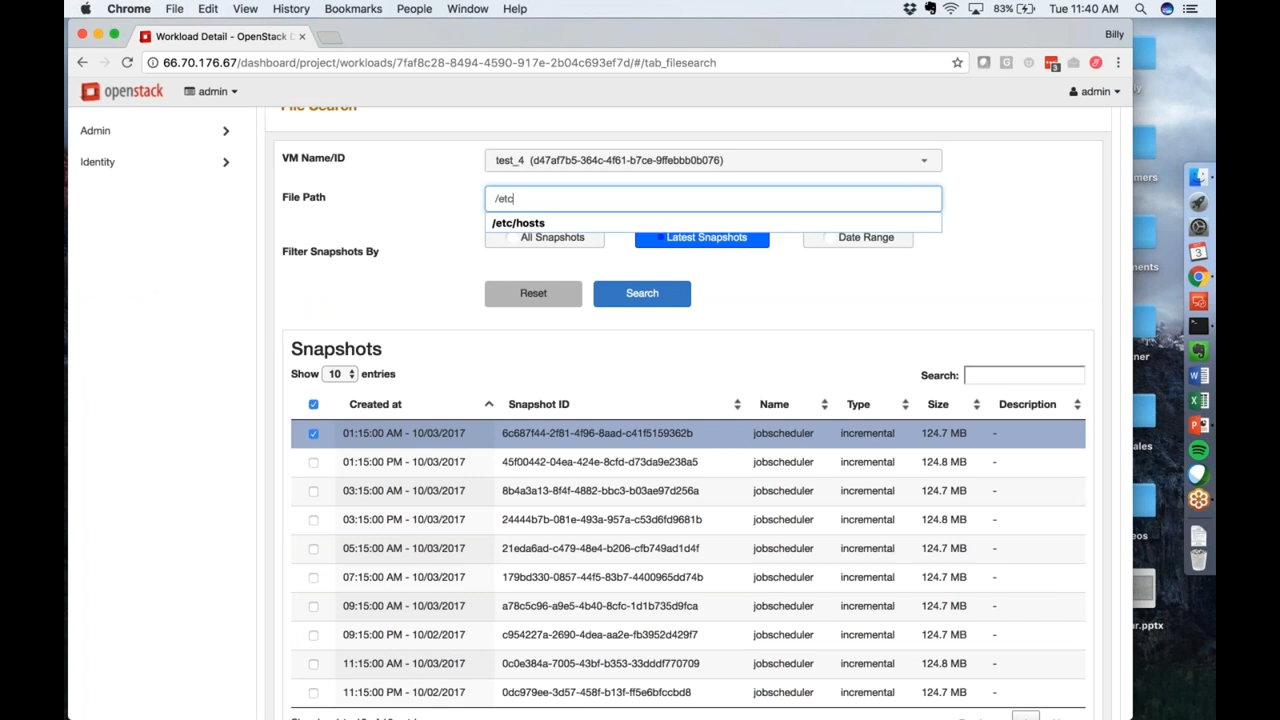 Chrome File Edit View History Bookmarks People Window Help 83% Tue 11:40 AM
Workload Detail - OpenStack D Billy
66.70.176.67/dashboard/project/workloads/7faf8c28-8494-4590-917e-2b04c693ef7d/#/tab_filesearch
openstack admin admin
File Search
Admin
Identity
VM Name/ID test_4 (d47af7b5-364c-4f61-b7ce-9ffebbb0b076)
File Path /etc
/etc/hosts
Filter Snapshots By All Snapshots Latest Snapshots Date Range
Reset Search
Snapshots
Show 10 entries Search:
Created at Snapshot ID Name Type Size Description
01:15:00 AM - 10/03/2017 6c687f44-2f81-4f96-8aad-c41f5159362b jobscheduler incremental 124.7 MB -
01:15:00 PM - 10/03/2017 45f00442-04ea-424e-8cfd-d73da9e238a5 jobscheduler incremental 124.8 MB -
03:15:00 AM - 10/03/2017 8b4a3a13-8f4f-4882-bbc3-b03ae97d256a jobscheduler incremental 124.7 MB -
03:15:00 PM - 10/03/2017 24444b7b-081e-493a-957a-c53d6fd9681b jobscheduler incremental 124.8 MB -
05:15:00 AM - 10/03/2017 21eda6ad-c479-48e4-b206-cfb749ad1d4f jobscheduler incremental 124.7 MB -
07:15:00 AM - 10/03/2017 179bd330-0857-44f5-83b7-4400965dd74b jobscheduler incremental 124.7 MB -
09:15:00 AM - 10/03/2017 a78c5c96-a9e5-4b40-8cfc-1d1b735d9fca jobscheduler incremental 124.7 MB -
09:15:00 PM - 10/02/2017 c954227a-2690-4dea-aa2e-fb3952d429f7 jobscheduler incremental 124.7 MB -
11:15:00 AM - 10/03/2017 0c0e384a-7005-43bf-b353-33dddf770709 jobscheduler incremental 124.8 MB -
11:15:00 PM - 10/02/2017 0dc979ee-3d57-458f-b13f-ff5e6bfccbd8 jobscheduler incremental 124.7 MB -